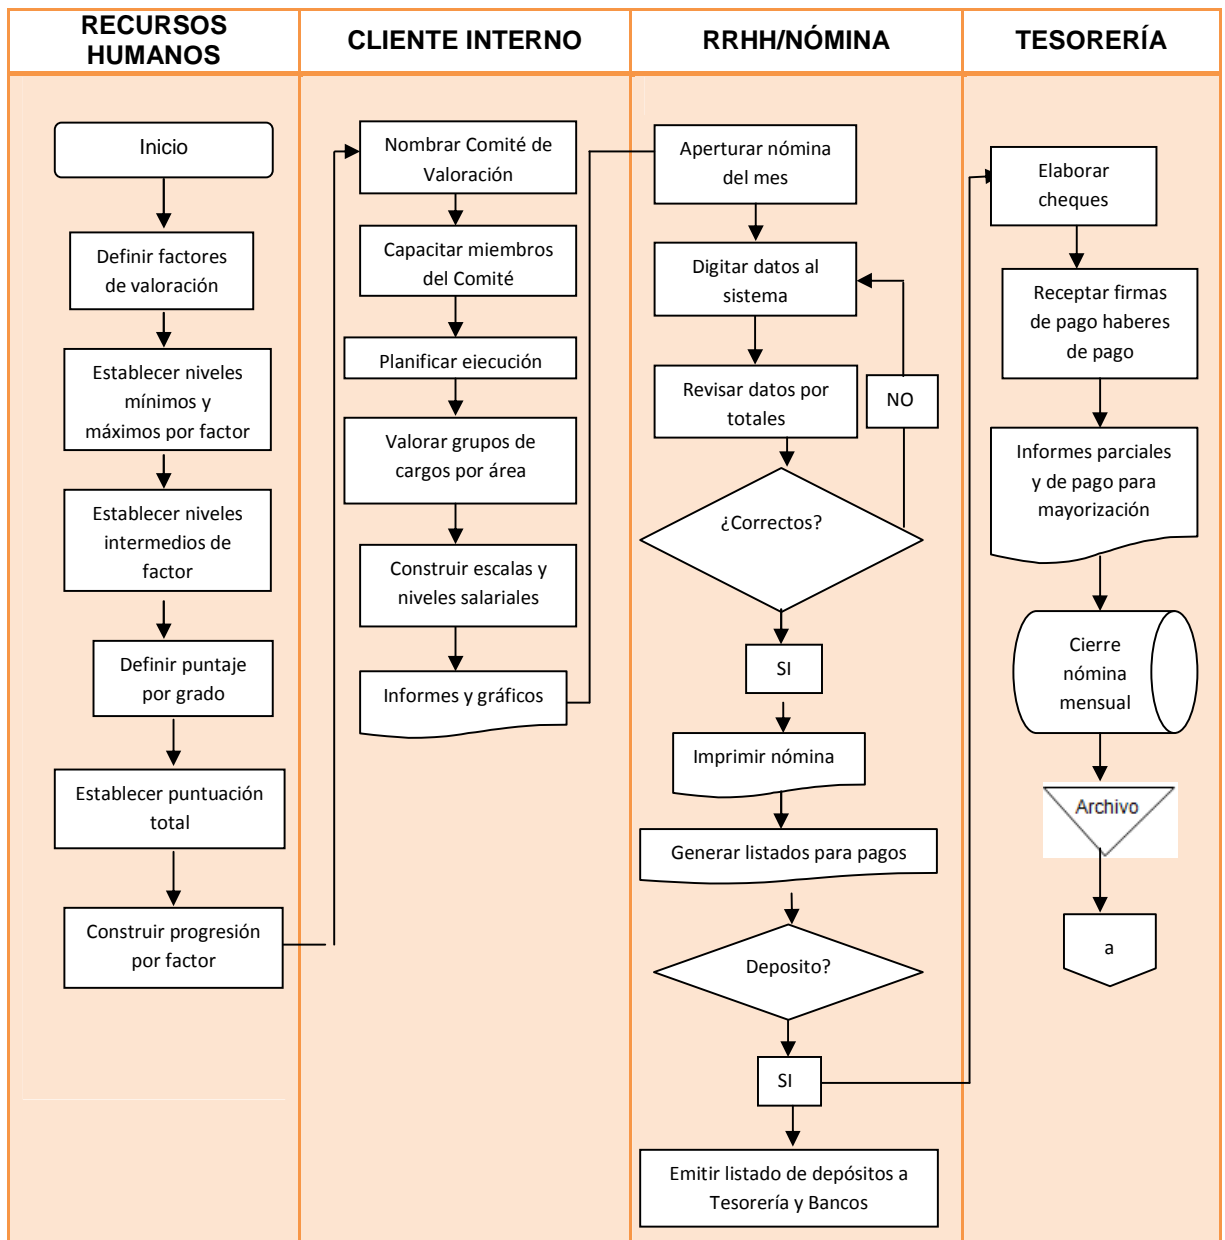 RECURSOS
HUMANOS
CLIENTE INTERNO
RRHH/NÓMINA
TESORERÍA
Inicio
Definir factores
de valoración
Establecer niveles
mínimos y
máximos por factor
Establecer niveles
intermedios de
factor
Definir puntaje
por grado
Establecer puntuación
total
Construir progresión
por factor
Nombrar Comité de
Valoración
Capacitar miembros
del Comité
Planificar ejecución
Valorar grupos de
cargos por área
Construir escalas y
niveles salariales
Informes y gráficos
Aperturar nómina
del mes
Digitar datos al
sistema
Revisar datos por
totales
NO
¿Correctos?
SI
Imprimir nómina
Generar listados para pagos
Deposito?
SI
Emitir listado de depósitos a
Tesorería y Bancos
Elaborar
cheques
Receptar firmas
de pago haberes
de pago
Informes parciales
y de pago para
mayorización
Cierre
nómina
mensual
Archivo
a